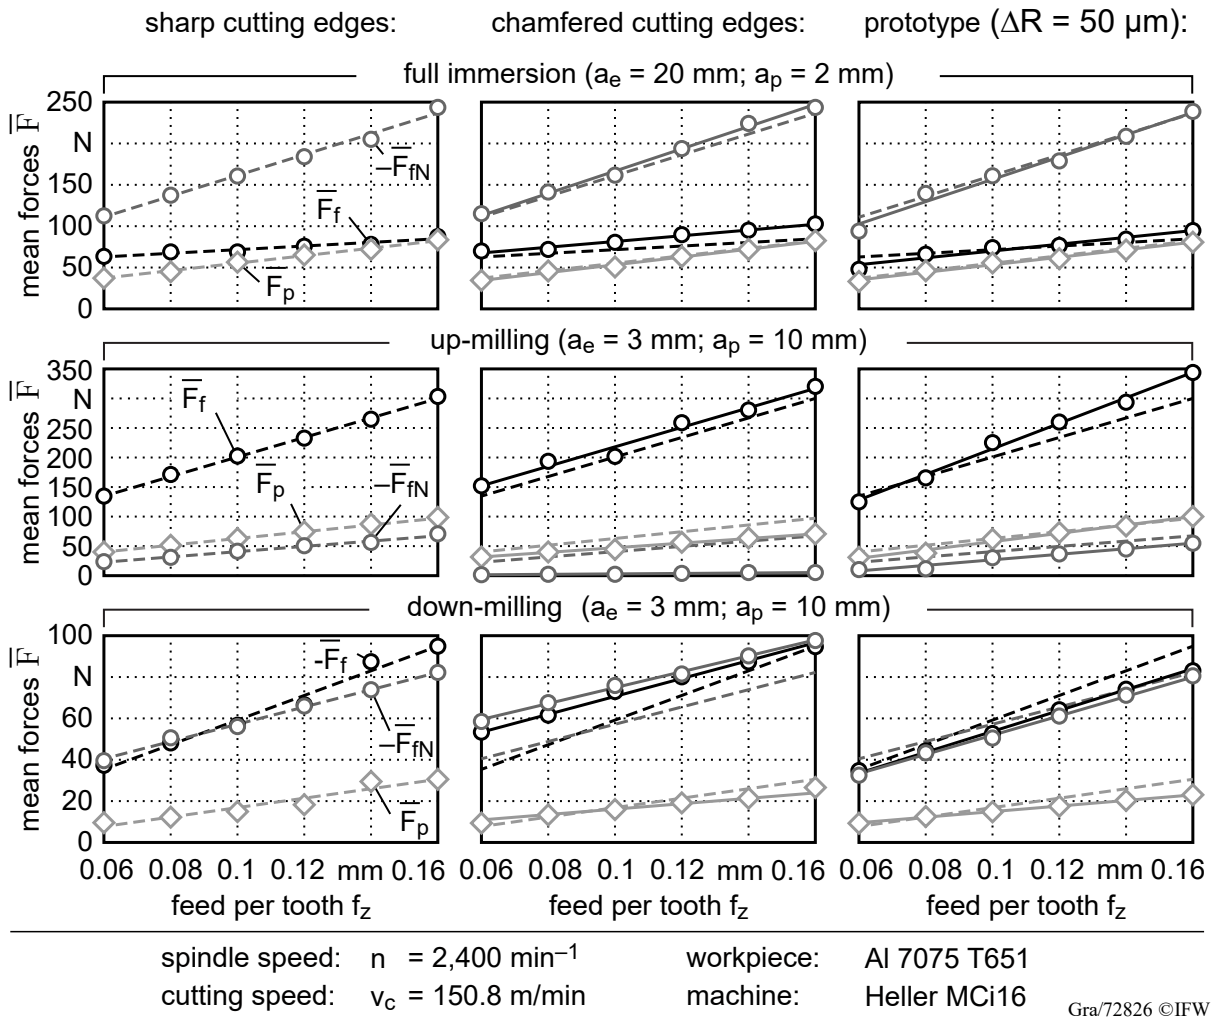 sharp cutting edges: chamfered cutting edges: prototype (ΔR = 50 µm):
full immersion (aₑ = 20 mm; aₚ = 2 mm)
mean forces F̅
250
N
150
100
50
0
–F̅fN
F̅f
F̅p
up-milling (aₑ = 3 mm; aₚ = 10 mm)
mean forces F̅
350
N
250
200
150
100
50
0
F̅f
F̅p
–F̅fN
down-milling (aₑ = 3 mm; aₚ = 10 mm)
mean forces F̅
100
N
60
40
20
0
-F̅f
–F̅fN
F̅p
0.06 0.08 0.1 0.12 mm 0.16 0.06 0.08 0.1 0.12 mm 0.16 0.06 0.08 0.1 0.12 mm 0.16
feed per tooth fz feed per tooth fz feed per tooth fz
spindle speed: n = 2,400 min⁻¹ workpiece: Al 7075 T651
cutting speed: vc = 150.8 m/min machine: Heller MCi16
Gra/72826 ©IFW